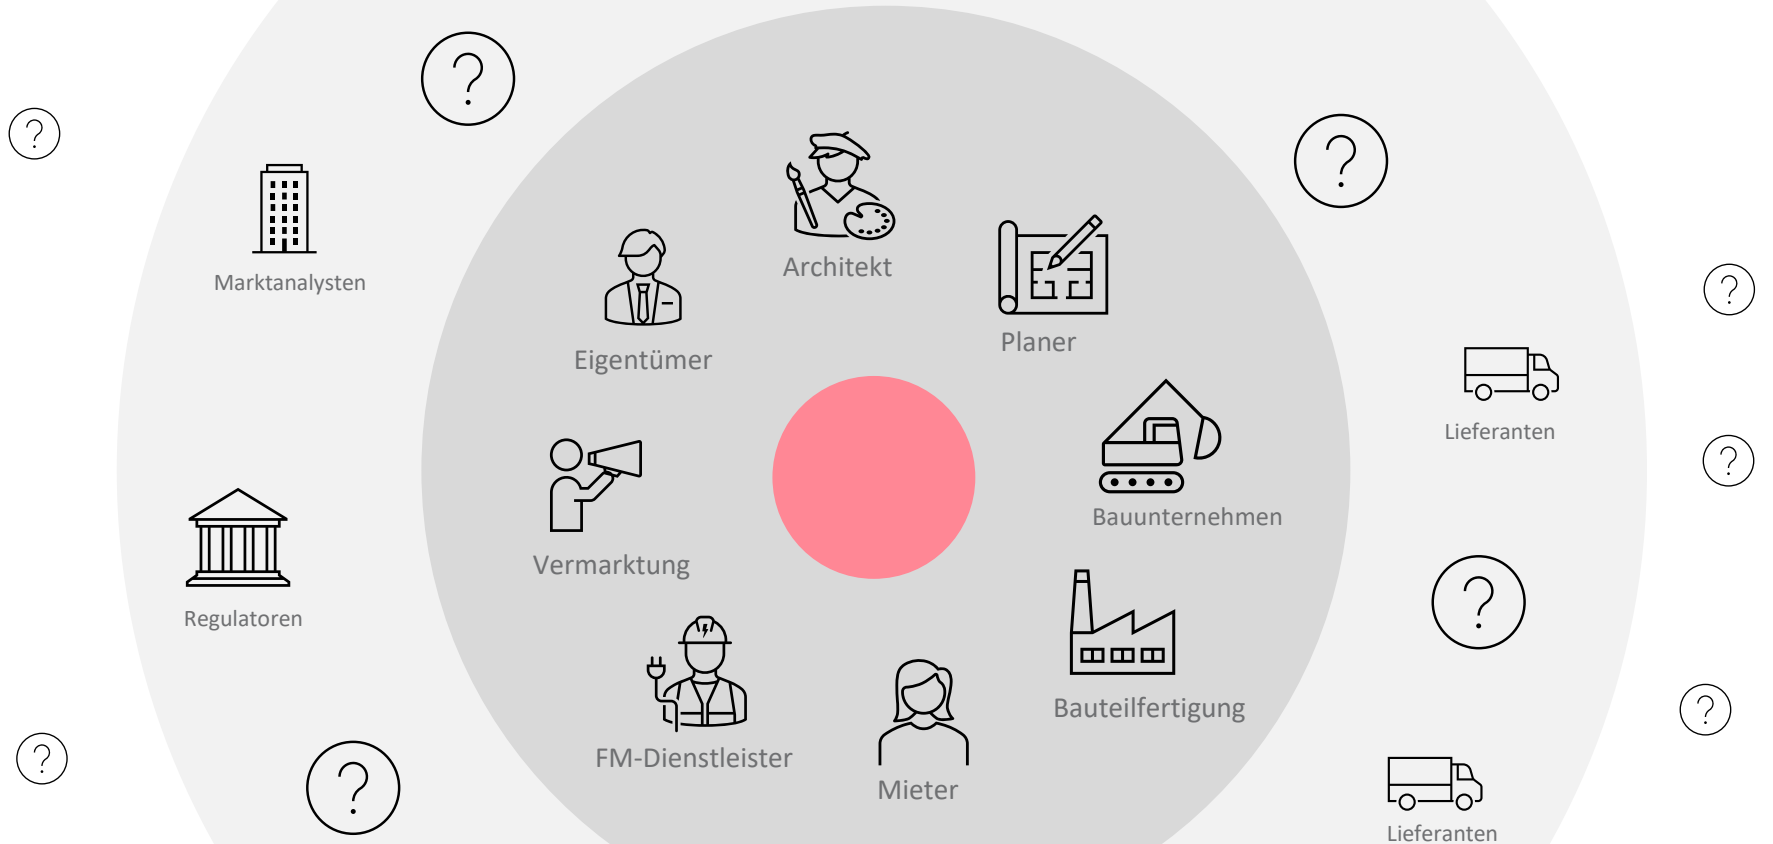 ?
?
?
Architekt
Marktanalysten
?
Planer
Eigentümer
Lieferanten
?
Bauunternehmen
Vermarktung
Regulatoren
?
Bauteilfertigung
?
FM-Dienstleister
?
Mieter
?
Lieferanten